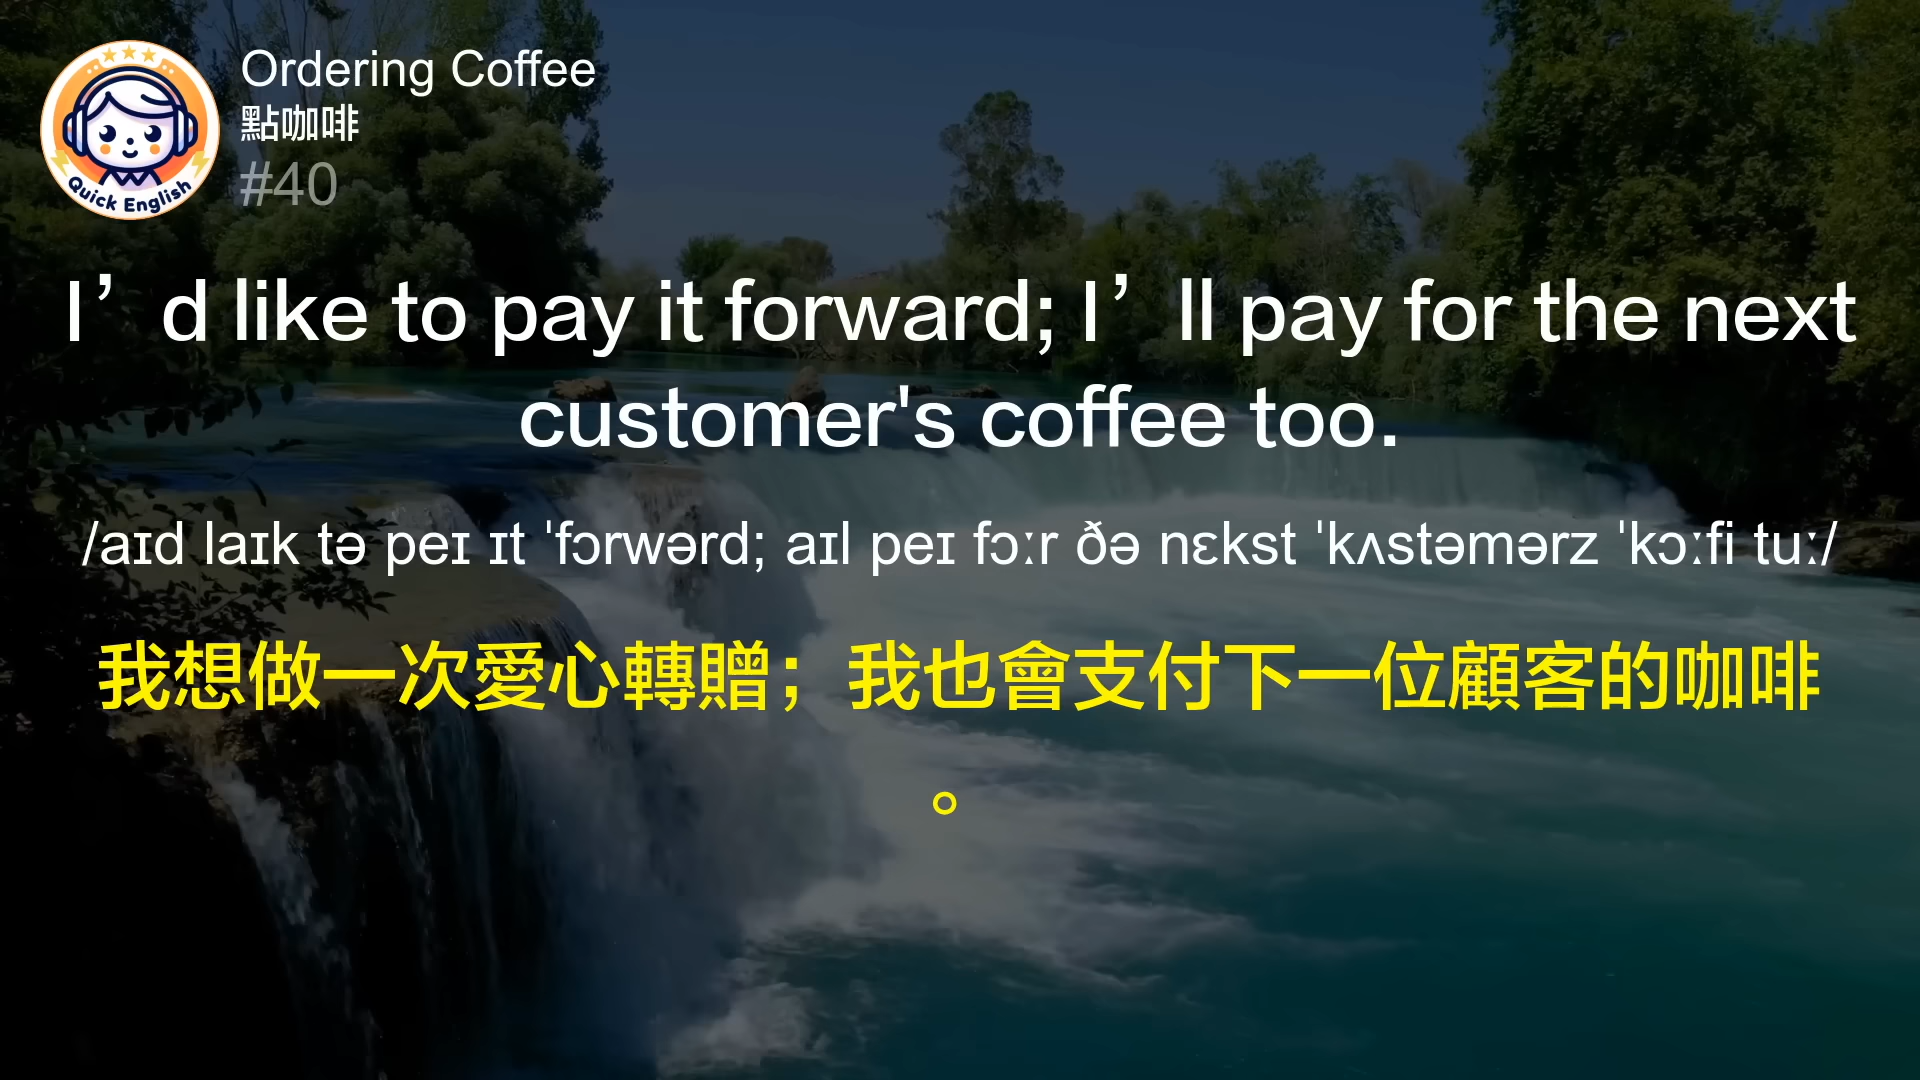 Ordering Coffee
點咖啡
#40
Quick English
I’d like to pay it forward; I’ll pay for the next
customer's coffee too.
/aɪd laɪk tə peɪ ɪt ˈfɔrwərd; aɪl peɪ fɔːr ðə nɛkst ˈkʌstəmərz ˈkɔːfi tuː/
我想做一次愛心轉贈；我也會支付下一位顧客的咖啡
。